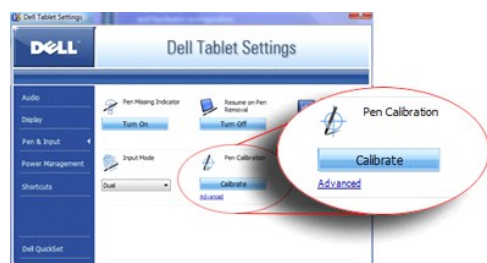 Dell Tablet Settings
DELL
Dell Tablet Settings
Audio
Display
Pen & Input
Power Management
Shortcuts
Dell QuickSet
Pen Missing Indicator
Turn On
Resume on Pen
Removal
Turn Off
Input Mode
Dual
Pen Calibration
Calibrate
Advanced
Pen Calibration
Calibrate
Advanced